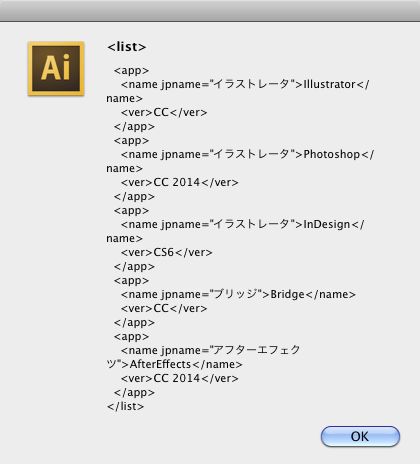 Ai
<list>
<app>
<name jpname="イラストレータ">Illustrator</
name>
<ver>CC</ver>
</app>
<app>
<name jpname="イラストレータ">Photoshop</
name>
<ver>CC 2014</ver>
</app>
<app>
<name jpname="イラストレータ">InDesign</
name>
<ver>CS6</ver>
</app>
<app>
<name jpname="ブリッジ">Bridge</name>
<ver>CC</ver>
</app>
<app>
<name jpname="アフターエフェク
ツ">AfterEffects</name>
<ver>CC 2014</ver>
</app>
</list>
OK